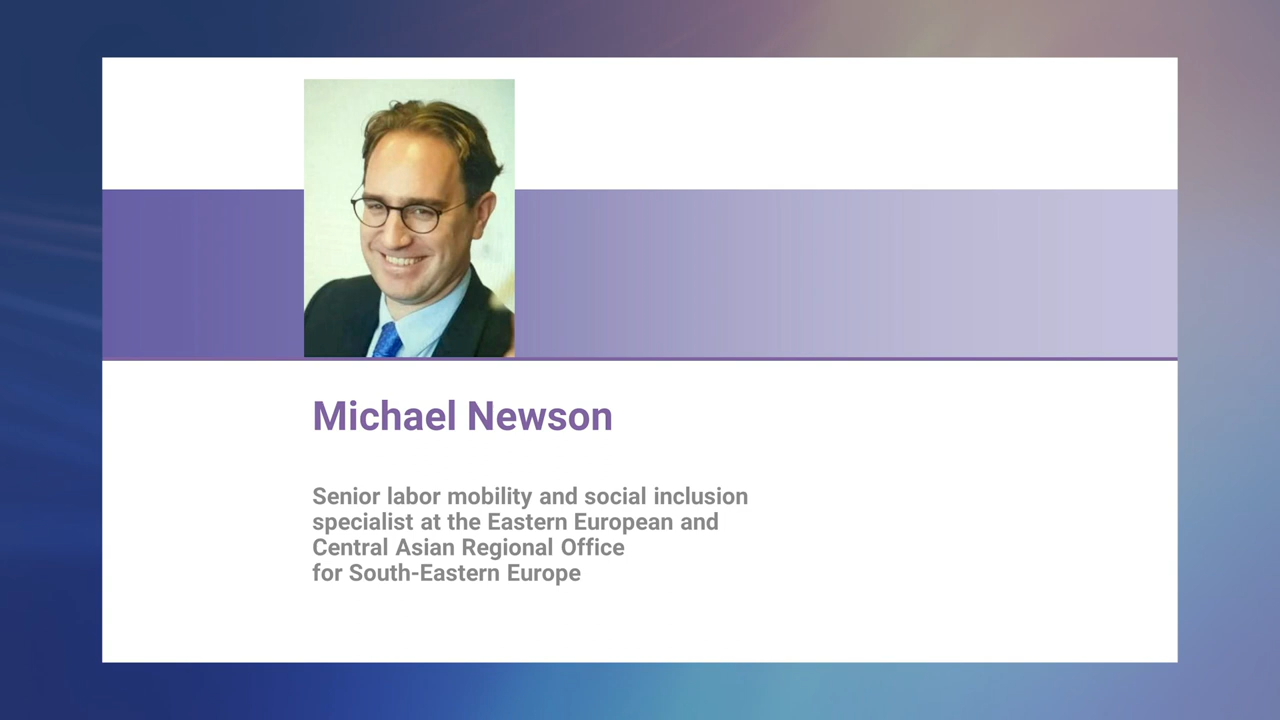 Michael Newson
Senior labor mobility and social inclusion
specialist at the Eastern European and
Central Asian Regional Office
for South-Eastern Europe